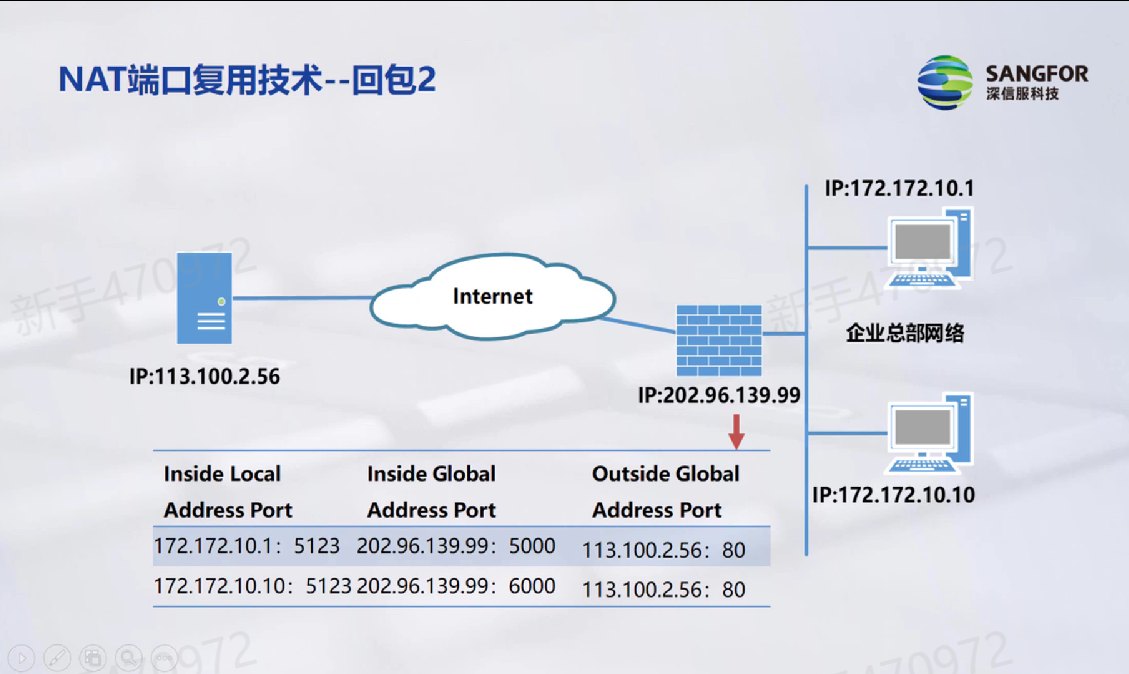 NAT端口复用技术--回包2
SANGFOR
深信服科技
IP:172.172.10.1
新手470972
新手470972
Internet
企业总部网络
IP:113.100.2.56
IP:202.96.139.99
IP:172.172.10.10
Inside Local Inside Global Outside Global
Address Port Address Port Address Port
172.172.10.1：5123 202.96.139.99：5000 113.100.2.56：80
172.172.10.10：5123 202.96.139.99：6000 113.100.2.56：80